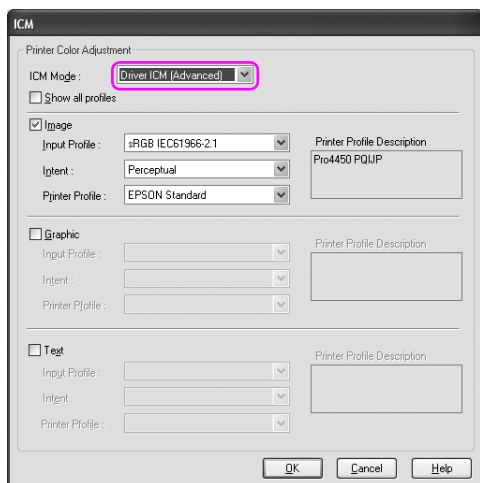 ICM
Printer Color Adjustment
ICM Mode : Driver ICM (Advanced)
Show all profiles
Image
Input Profile : sRGB IEC61966-2.1 Printer Profile Description
Intent : Perceptual Pro4450 PQIJP
Printer Profile : EPSON Standard
Graphic
Input Profile : Printer Profile Description
Intent :
Printer Profile :
Text
Input Profile : Printer Profile Description
Intent :
Printer Profile :
OK Cancel Help